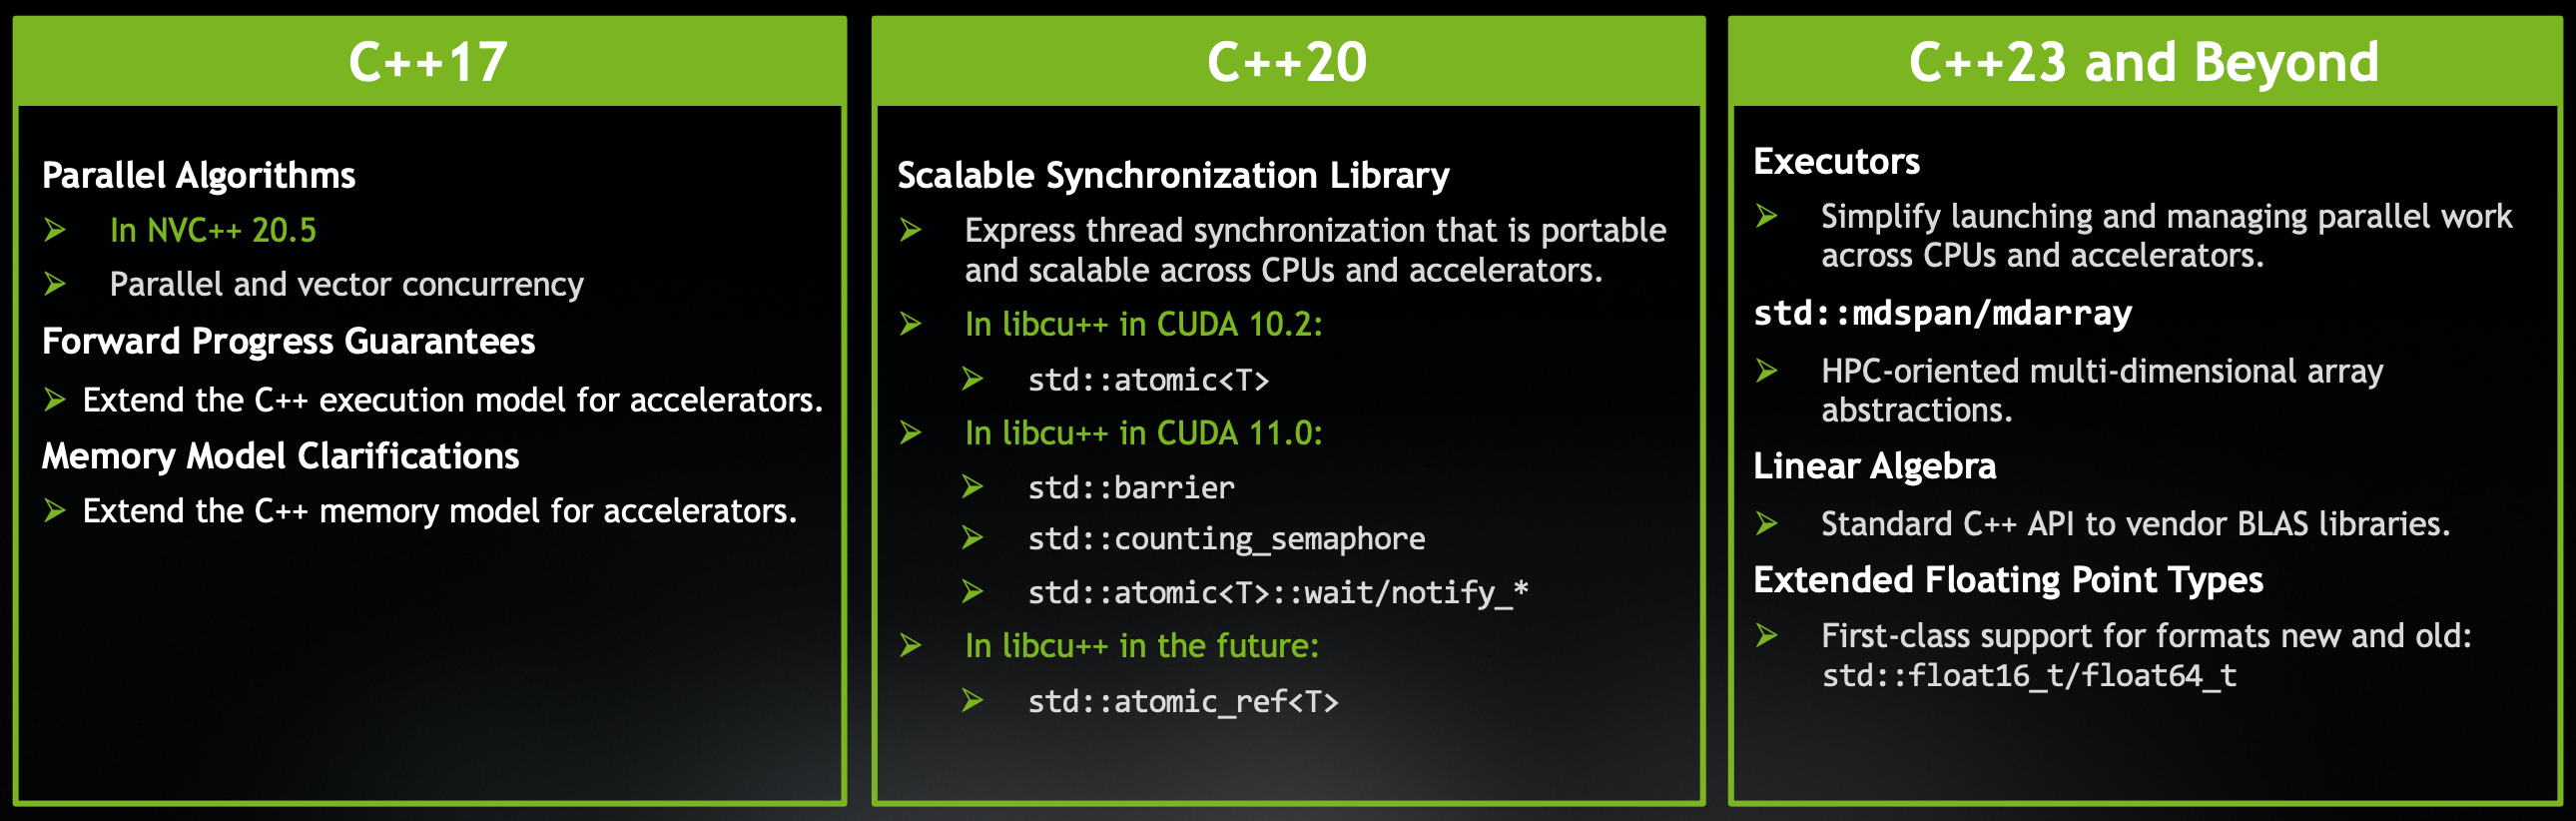 C++17
Parallel Algorithms
➢ In NVC++ 20.5
➢ Parallel and vector concurrency
Forward Progress Guarantees
➢ Extend the C++ execution model for accelerators.
Memory Model Clarifications
➢ Extend the C++ memory model for accelerators.
C++20
Scalable Synchronization Library
➢ Express thread synchronization that is portable
and scalable across CPUs and accelerators.
➢ In libcu++ in CUDA 10.2:
➢ std::atomic<T>
➢ In libcu++ in CUDA 11.0:
➢ std::barrier
➢ std::counting_semaphore
➢ std::atomic<T>::wait/notify_*
➢ In libcu++ in the future:
➢ std::atomic_ref<T>
C++23 and Beyond
Executors
➢ Simplify launching and managing parallel work
across CPUs and accelerators.
std::mdspan/mdarray
➢ HPC-oriented multi-dimensional array
abstractions.
Linear Algebra
➢ Standard C++ API to vendor BLAS libraries.
Extended Floating Point Types
➢ First-class support for formats new and old:
std::float16_t/float64_t